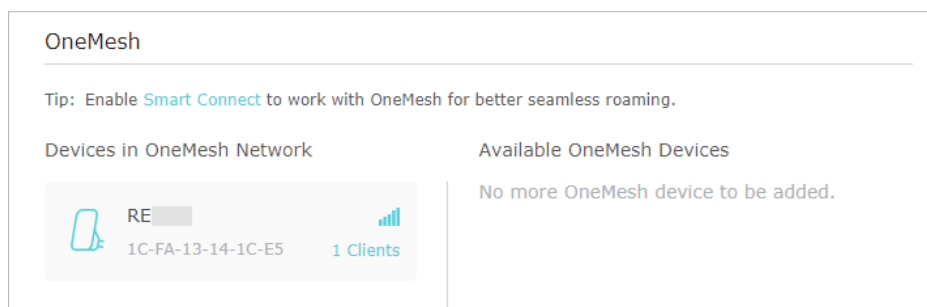 OneMesh
Tip: Enable Smart Connect to work with OneMesh for better seamless roaming.
Devices in OneMesh Network
RE
1C-FA-13-14-1C-E5
1 Clients
Available OneMesh Devices
No more OneMesh device to be added.